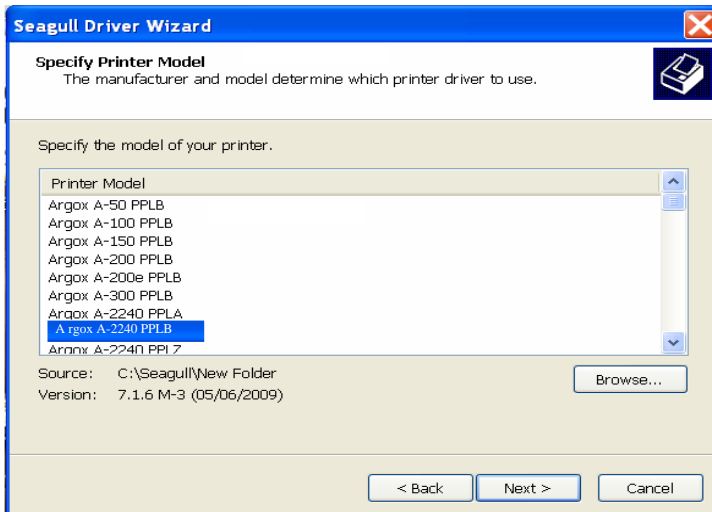 Seagull Driver Wizard
Specify Printer Model
The manufacturer and model determine which printer driver to use.
Specify the model of your printer.
Printer Model
Argox A-50 PPLB
Argox A-100 PPLB
Argox A-150 PPLB
Argox A-200 PPLB
Argox A-200e PPLB
Argox A-300 PPLB
Argox A-2240 PPLA
A rgox A-2240 PPLB
Argox A-2240 PPLZ
Source: C:\Seagull\New Folder
Browse...
Version: 7.1.6 M-3 (05/06/2009)
< Back Next > Cancel